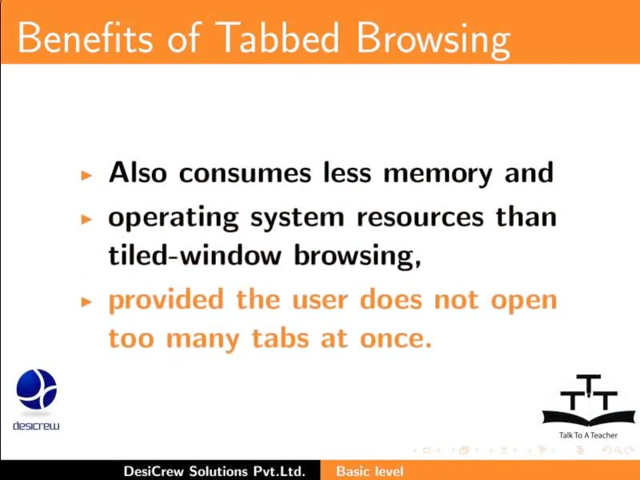 Benefits of Tabbed Browsing
Also consumes less memory and
operating system resources than
tiled-window browsing,
provided the user does not open
too many tabs at once.
desicrew
TTT
Talk To A Teacher
DesiCrew Solutions Pvt.Ltd.
Basic level